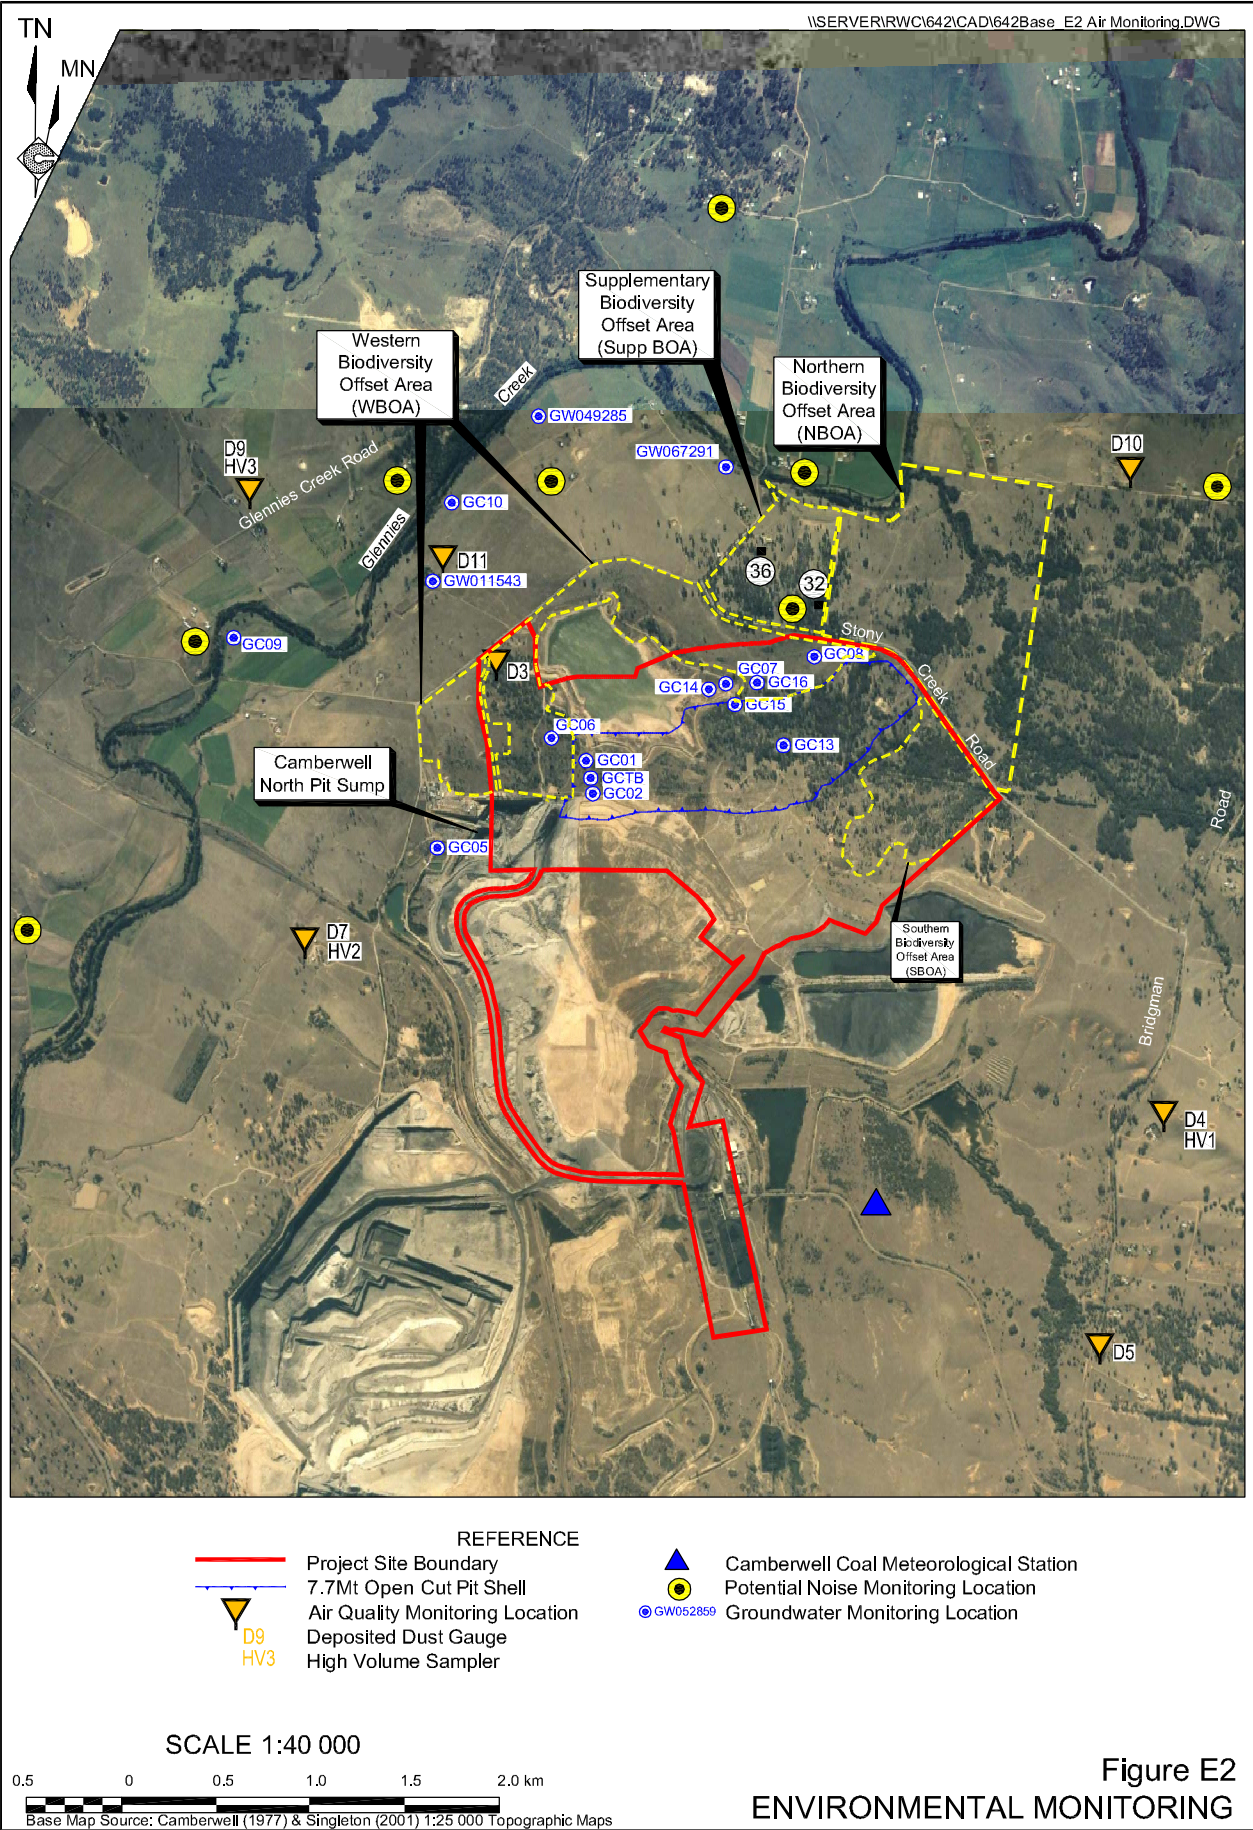 \\SERVER\RWC\642\CAD\642Base_E2 Air Monitoring.DWG
TN
MN
Supplementary
Biodiversity
Offset Area
(Supp BOA)
Western
Biodiversity
Offset Area
(WBOA)
Northern
Biodiversity
Offset Area
(NBOA)
Creek
GW049285
GW067291
D9
HV3
Glennies Creek Road
D10
GC10
Glennies
D11
GW011543
36
32
GC09
Stony
Creek
Road
D3
GC08
GC07
GC14
GC16
GC15
GC06
GC13
GC01
GCTB
GC02
Camberwell
North Pit Sump
GC05
Road
Southern
Biodiversity
Offset Area
(SBOA)
D7
HV2
Bridgman
D4
HV1
D5
REFERENCE
Project Site Boundary
7.7Mt Open Cut Pit Shell
Air Quality Monitoring Location
D9
Deposited Dust Gauge
HV3
High Volume Sampler
Camberwell Coal Meteorological Station
Potential Noise Monitoring Location
GW052859
Groundwater Monitoring Location
SCALE 1:40 000
0.5 0 0.5 1.0 1.5 2.0 km
Base Map Source: Camberwell (1977) & Singleton (2001) 1:25 000 Topographic Maps
Figure E2
ENVIRONMENTAL MONITORING